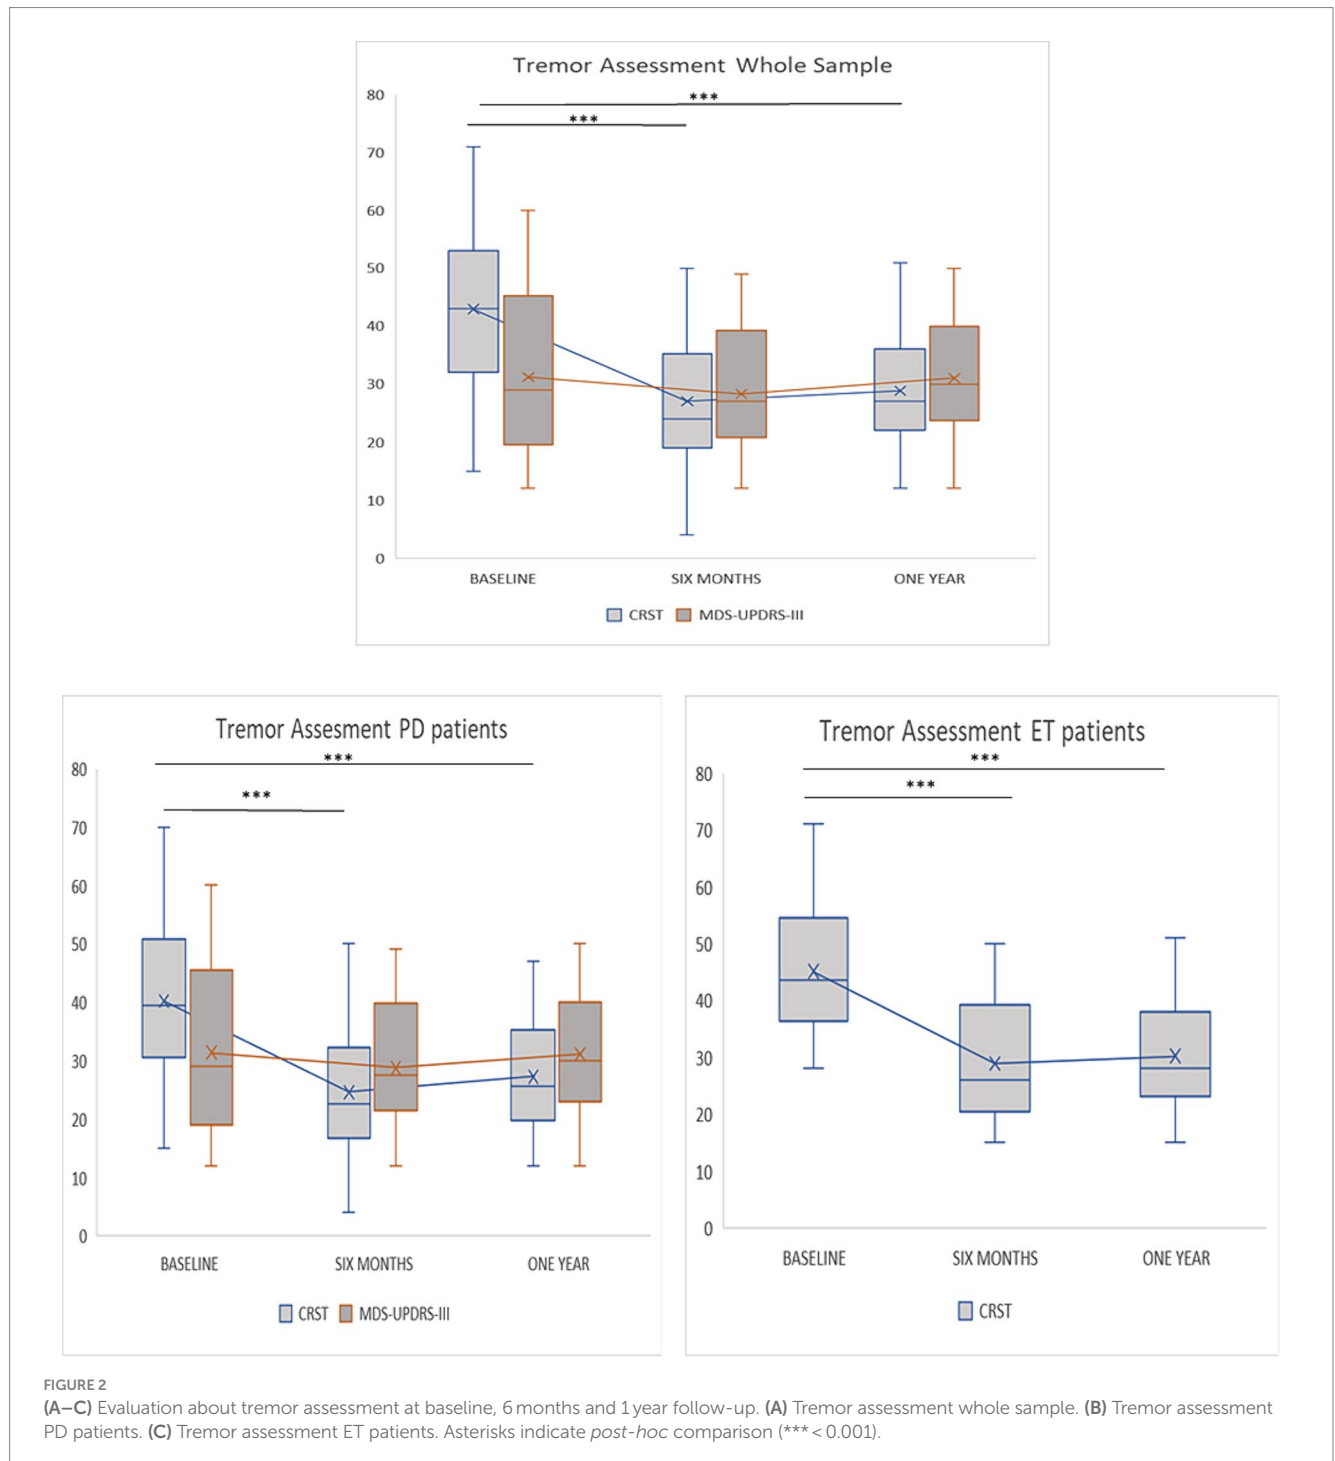 Tremor Assessment Whole Sample
***
***
80
70
60
50
40
30
20
10
0
BASELINE SIX MONTHS ONE YEAR
CRST MDS-UPDRS-III
Tremor Assesment PD patients
***
***
80
70
60
50
40
30
20
10
0
BASELINE SIX MONTHS ONE YEAR
CRST MDS-UPDRS-III
Tremor Assessment ET patients
***
***
80
70
60
50
40
30
20
10
0
BASELINE SIX MONTHS ONE YEAR
CRST
FIGURE 2
(A–C) Evaluation about tremor assessment at baseline, 6 months and 1 year follow-up. (A) Tremor assessment whole sample. (B) Tremor assessment
PD patients. (C) Tremor assessment ET patients. Asterisks indicate post-hoc comparison (*** < 0.001).